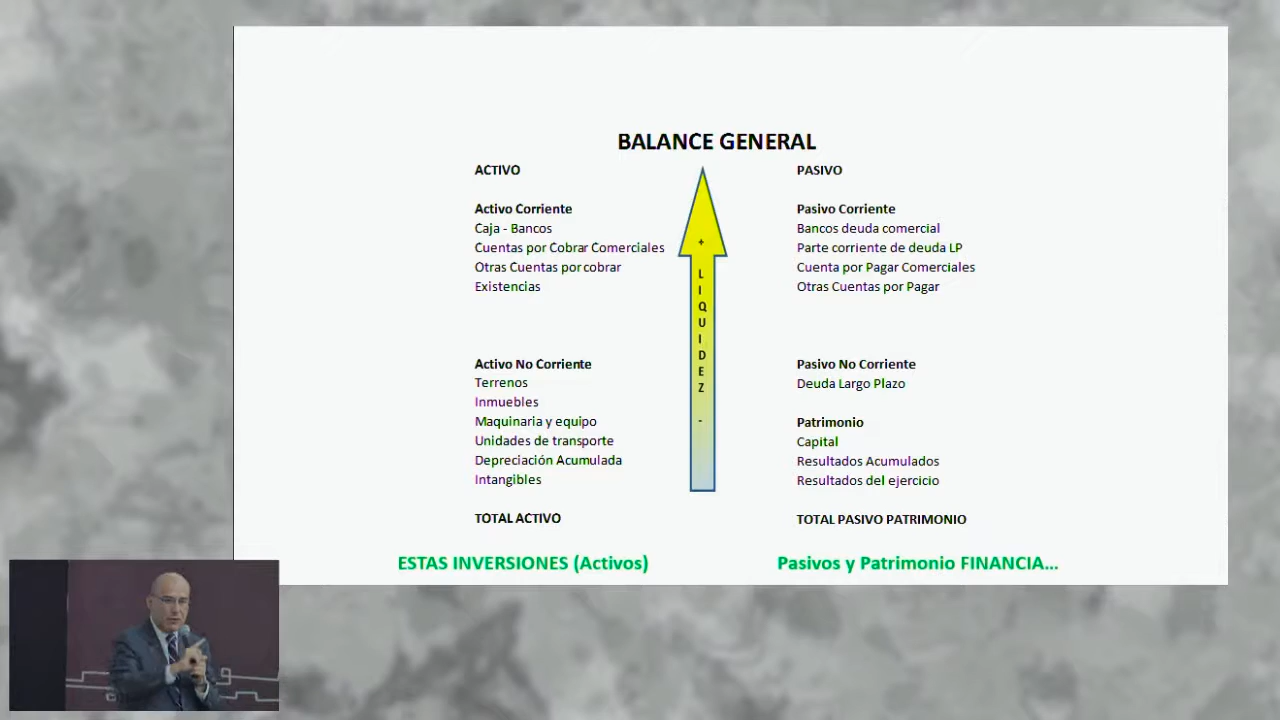 BALANCE GENERAL
ACTIVO
Activo Corriente
Caja - Bancos
Cuentas por Cobrar Comerciales
Otras Cuentas por cobrar
Existencias
Activo No Corriente
Terrenos
Inmuebles
Maquinaria y equipo
Unidades de transporte
Depreciación Acumulada
Intangibles
TOTAL ACTIVO
ESTAS INVERSIONES (Activos)
+
L
I
Q
U
I
D
E
Z
-
PASIVO
Pasivo Corriente
Bancos deuda comercial
Parte corriente de deuda LP
Cuenta por Pagar Comerciales
Otras Cuentas por Pagar
Pasivo No Corriente
Deuda Largo Plazo
Patrimonio
Capital
Resultados Acumulados
Resultados del ejercicio
TOTAL PASIVO PATRIMONIO
Pasivos y Patrimonio FINANCIA...